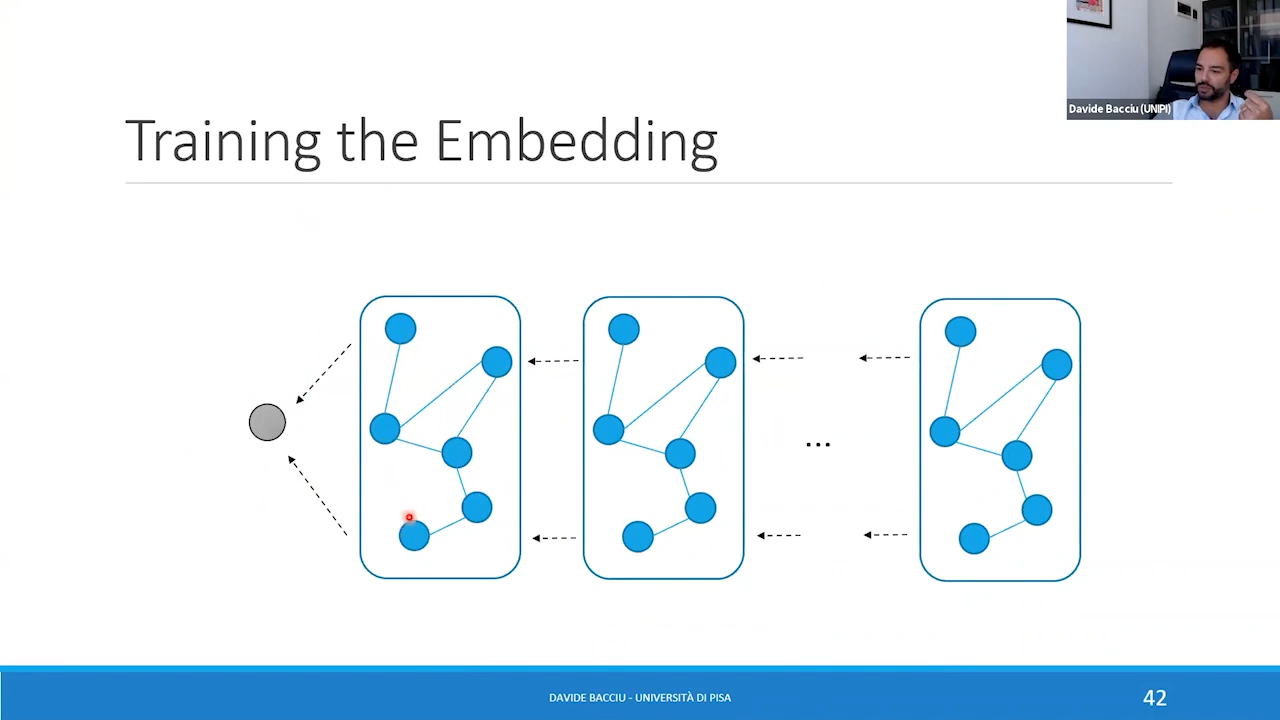 Davide Bacciu (UNIPI)
Training the Embedding
...
DAVIDE BACCIU - UNIVERSITÀ DI PISA
42